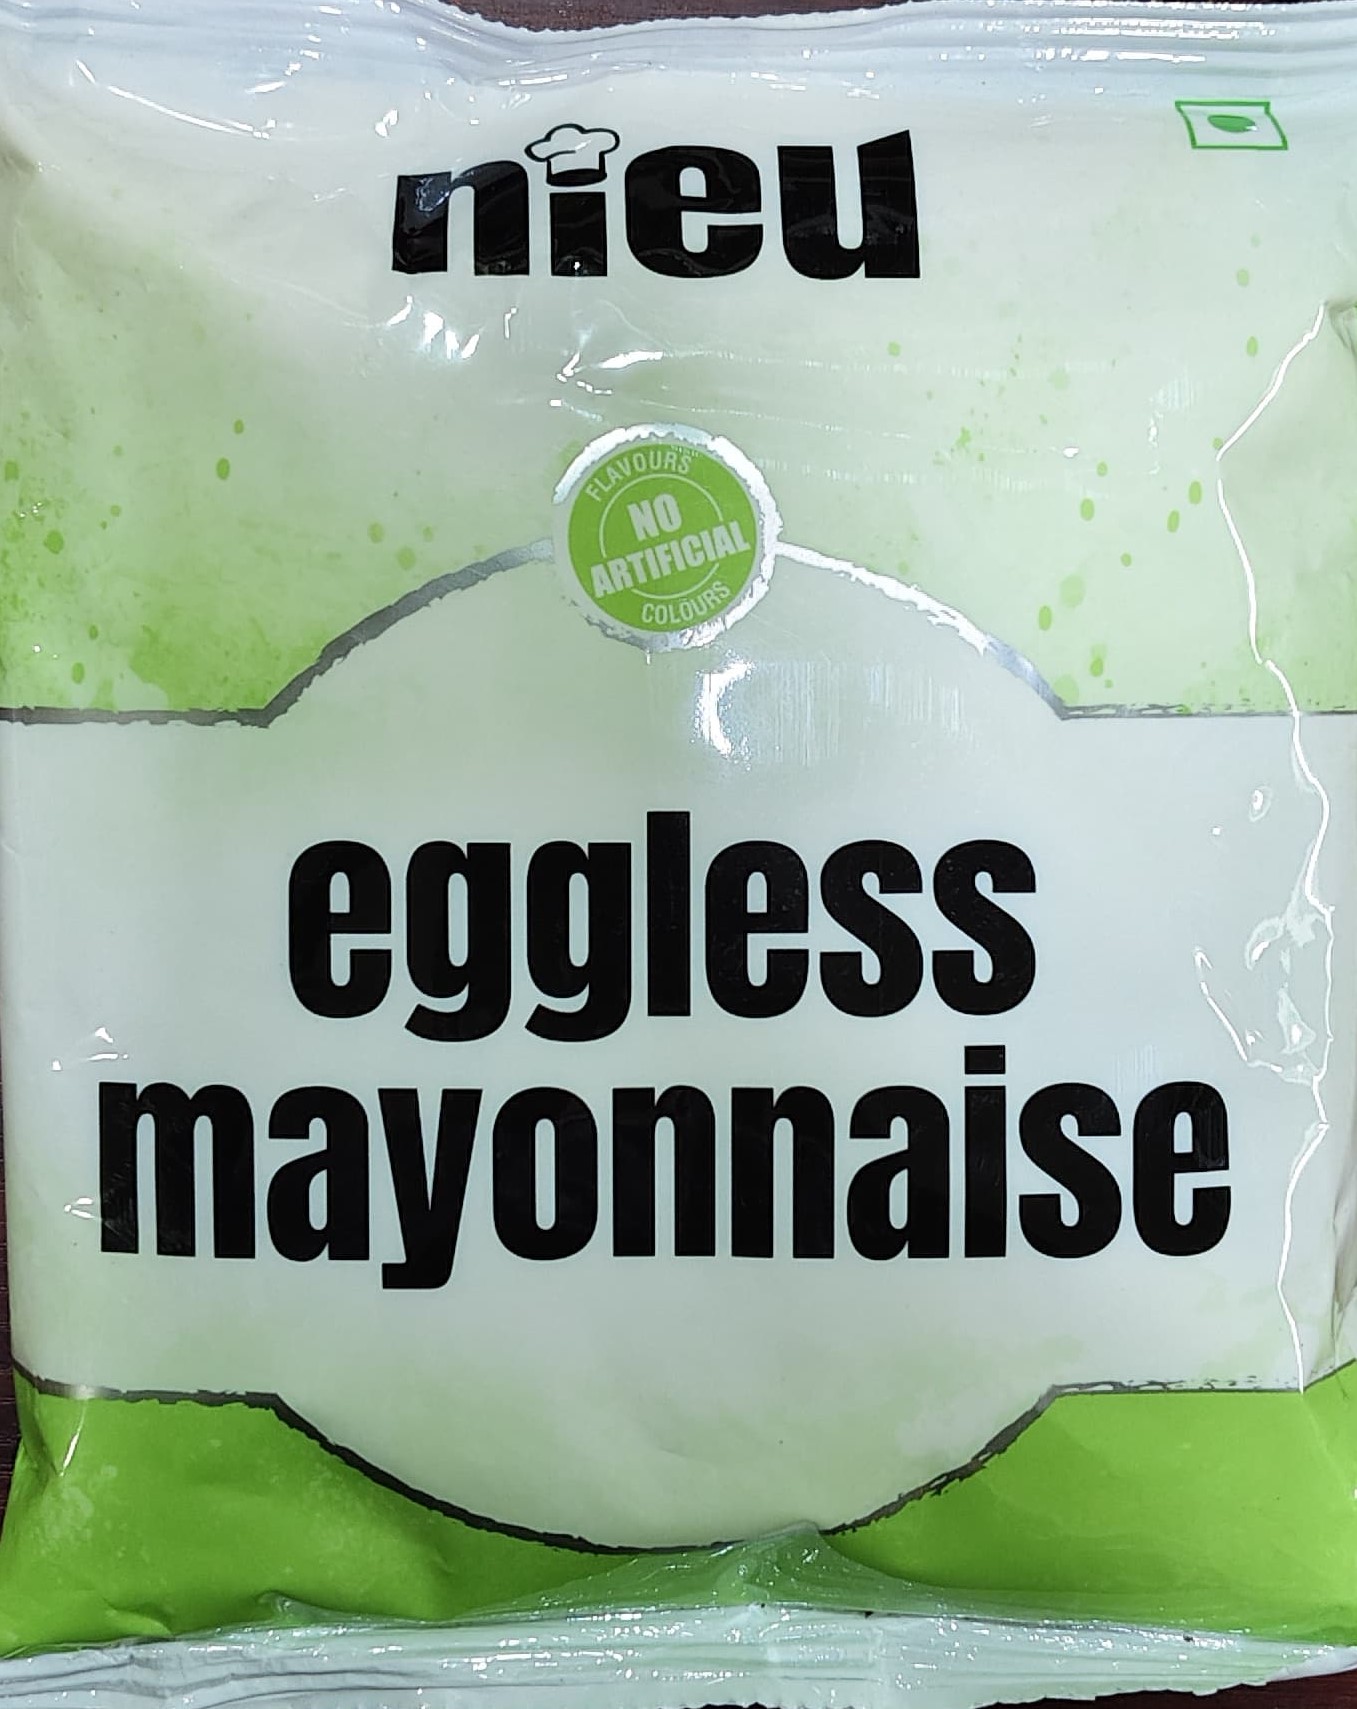 nieu
FLAVOURS
NO
ARTIFICIAL
COLOURS
eggless
mayonnaise